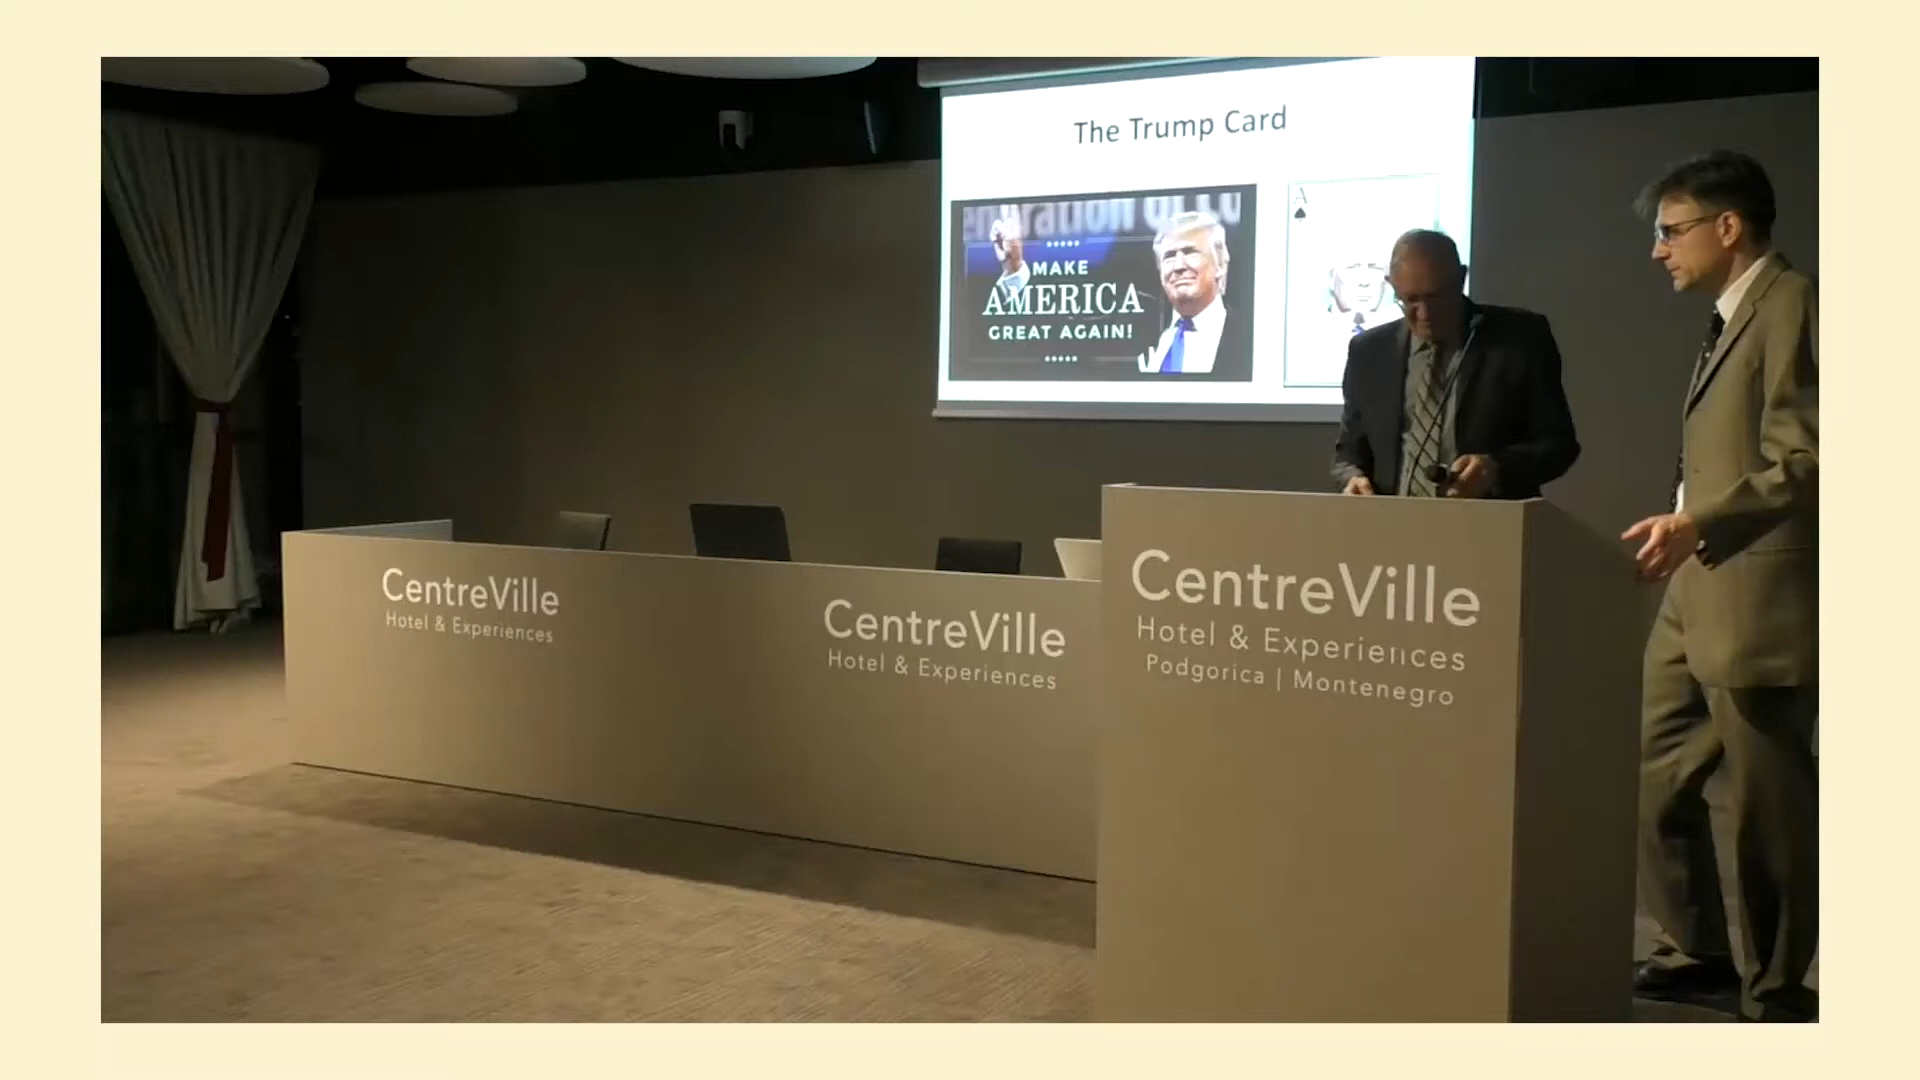 The Trump Card
MAKE
AMERICA
GREAT AGAIN!
A
CentreVille
Hotel & Experiences
CentreVille
Hotel & Experiences
CentreVille
Hotel & Experiences
Podgorica | Montenegro